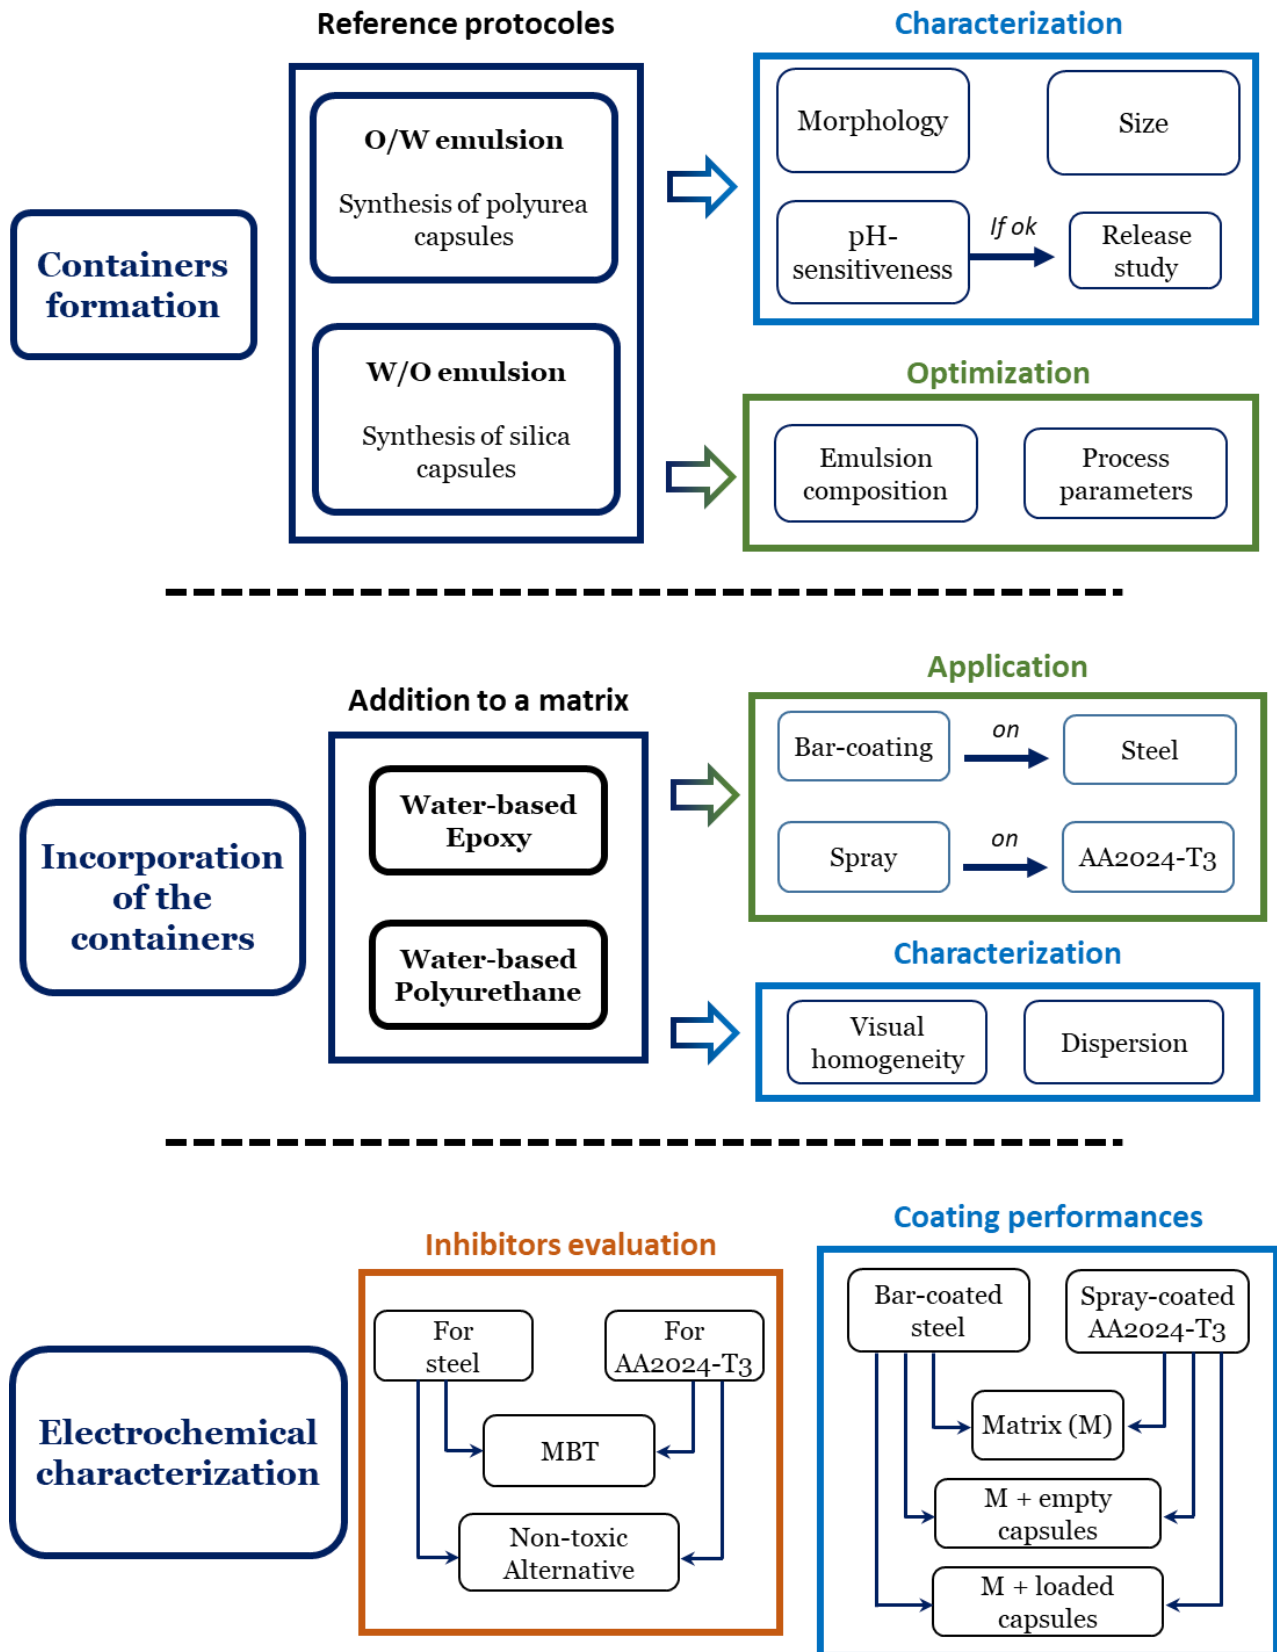 Reference protocoles
Characterization
Containers
formation
O/W emulsion
Synthesis of polyurea
capsules
W/O emulsion
Synthesis of silica
capsules
Morphology
Size
pH-
sensitiveness
If ok
Release
study
Optimization
Emulsion
composition
Process
parameters
Incorporation
of the
containers
Addition to a matrix
Water-based
Epoxy
Water-based
Polyurethane
Application
Bar-coating
on
Steel
Spray
on
AA2024-T3
Characterization
Visual
homogeneity
Dispersion
Electrochemical
characterization
Inhibitors evaluation
For
steel
For
AA2024-T3
MBT
Non-toxic
Alternative
Coating performances
Bar-coated
steel
Spray-coated
AA2024-T3
Matrix (M)
M + empty
capsules
M + loaded
capsules